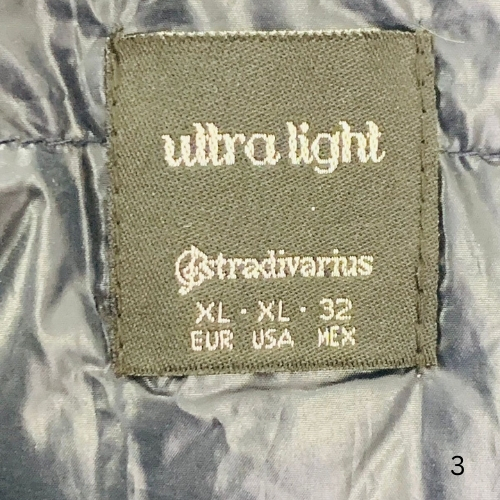 ultra light
stradivarius
XL · XL · 32
EUR USA MEX
3